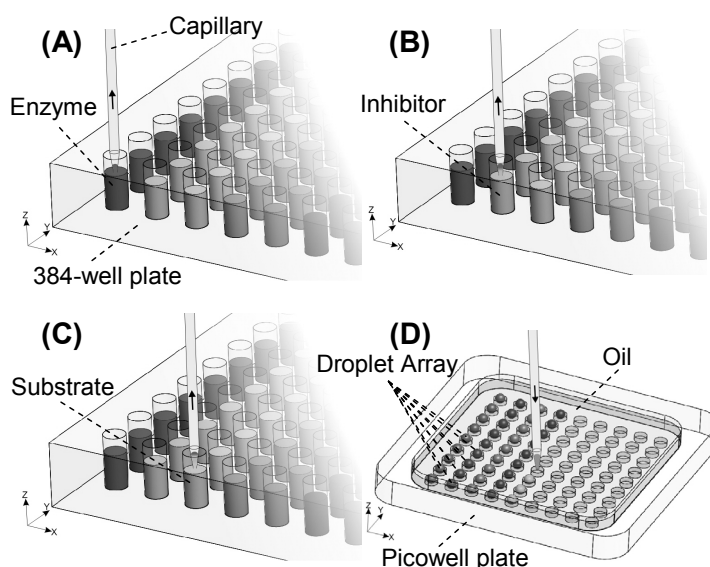 (A)
Capillary
Enzyme
384-well plate
Z
Y
X
(B)
Inhibitor
Z
Y
X
(C)
Substrate
Z
Y
X
(D)
Droplet Array
Oil
Picowell plate
Z
Y
X